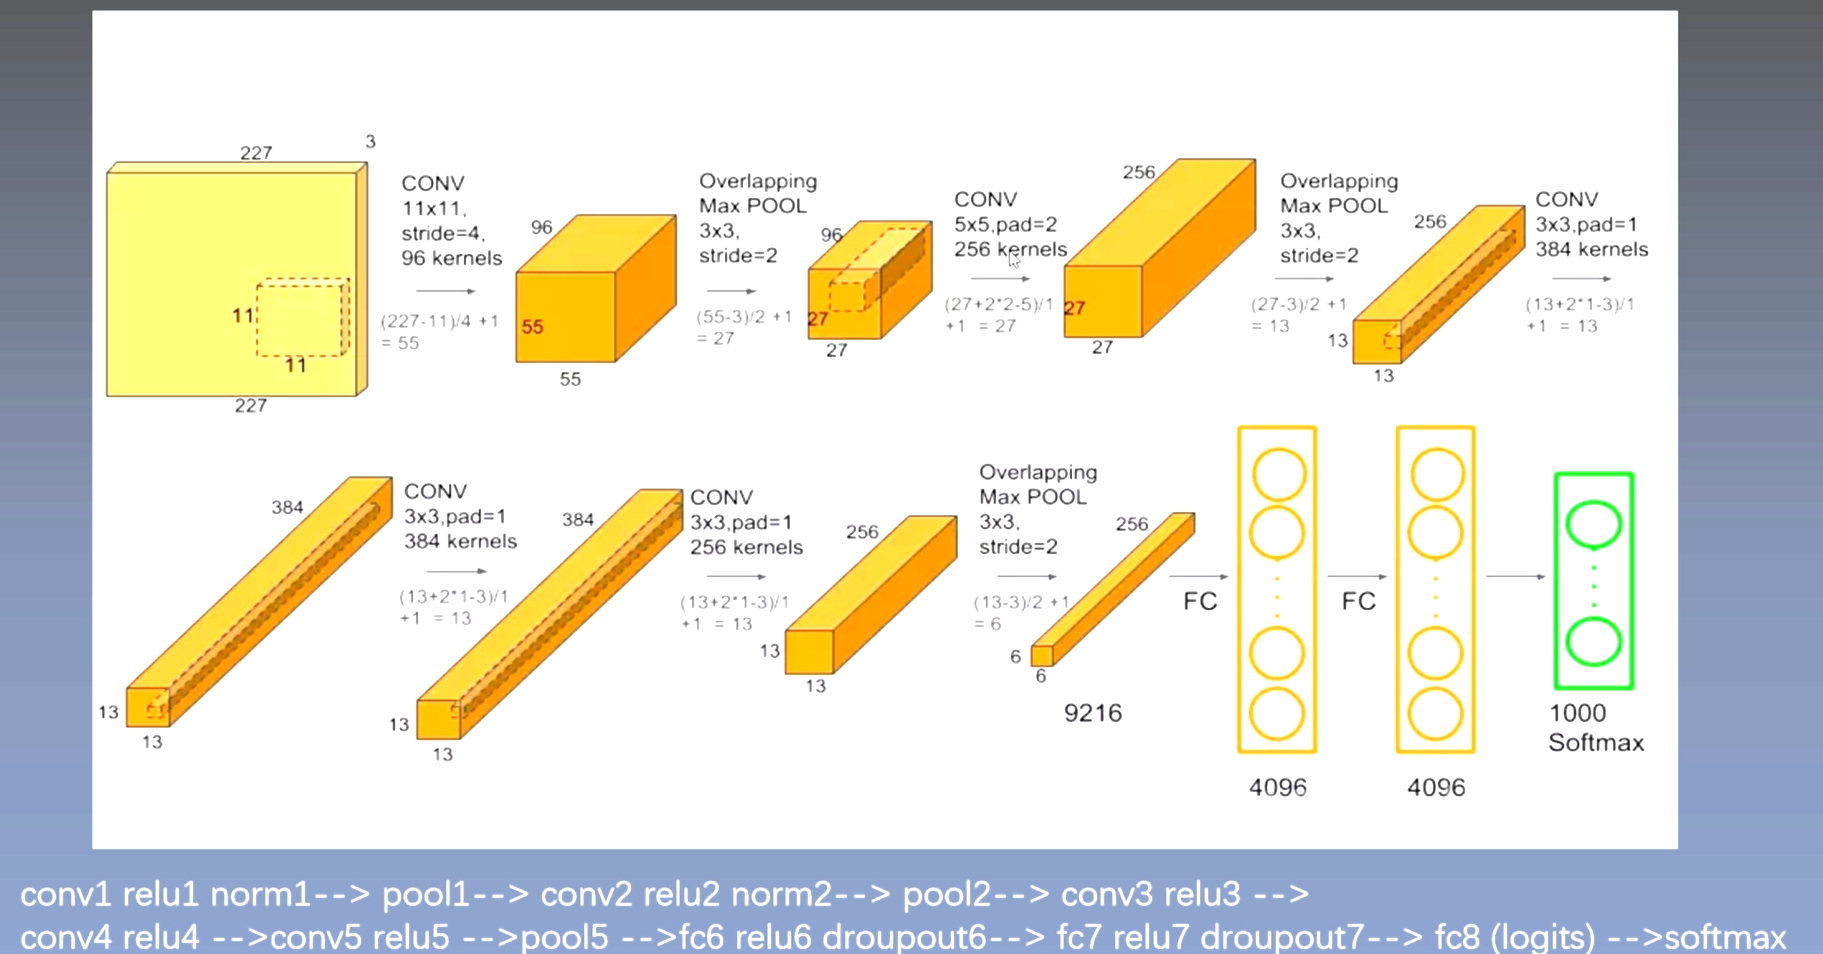 227
3
11
11
227
CONV
11x11,
stride=4,
96 kernels
(227-11)/4 +1
= 55
96
55
55
Overlapping
Max POOL
3x3,
stride=2
(55-3)/2 +1
= 27
96
27
27
CONV
5x5,pad=2
256 kernels
(27+2*2-5)/1
+1 = 27
256
27
27
Overlapping
Max POOL
3x3,
stride=2
(27-3)/2 +1
= 13
256
13
13
CONV
3x3,pad=1
384 kernels
(13+2*1-3)/1
+1 = 13
384
13
13
CONV
3x3,pad=1
384 kernels
(13+2*1-3)/1
+1 = 13
384
13
13
CONV
3x3,pad=1
256 kernels
(13+2*1-3)/1
+1 = 13
256
13
13
Overlapping
Max POOL
3x3,
stride=2
(13-3)/2 +1
= 6
256
6
6
9216
FC
4096
FC
4096
1000
Softmax
conv1 relu1 norm1--> pool1--> conv2 relu2 norm2--> pool2--> conv3 relu3 -->
conv4 relu4 -->conv5 relu5 -->pool5 -->fc6 relu6 droupout6--> fc7 relu7 droupout7--> fc8 (logits) -->softmax